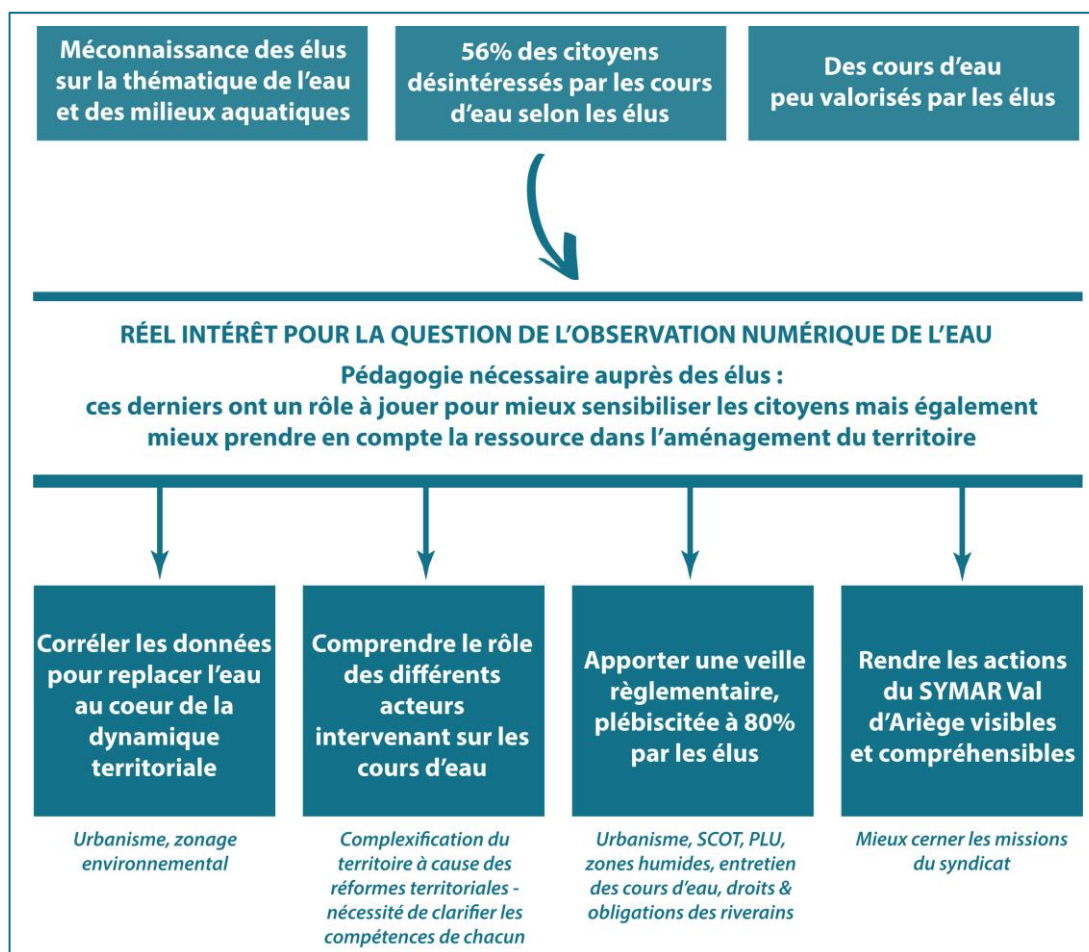 Méconnaissance des élus
sur la thématique de l'eau
et des milieux aquatiques
56% des citoyens
désintéressés par les cours
d'eau selon les élus
Des cours d'eau
peu valorisés par les élus
RÉEL INTÉRÊT POUR LA QUESTION DE L'OBSERVATION NUMÉRIQUE DE L'EAU
Pédagogie nécessaire auprès des élus :
ces derniers ont un rôle à jouer pour mieux sensibiliser les citoyens mais également
mieux prendre en compte la ressource dans l'aménagement du territoire
Corréler les données
pour replacer l'eau
au coeur de la
dynamique
territoriale
Urbanisme, zonage
environnemental
Comprendre le rôle
des différents
acteurs
intervenant sur les
cours d'eau
Complexification du
territoire à cause des
réformes territoriales -
nécessité de clarifier les
compétences de chacun
Apporter une veille
règlementaire,
plébiscitée à 80%
par les élus
Urbanisme, SCOT, PLU,
zones humides, entretien
des cours d'eau, droits &
obligations des riverains
Rendre les actions
du SYMAR Val
d'Ariège visibles
et compréhensibles
Mieux cerner les missions
du syndicat